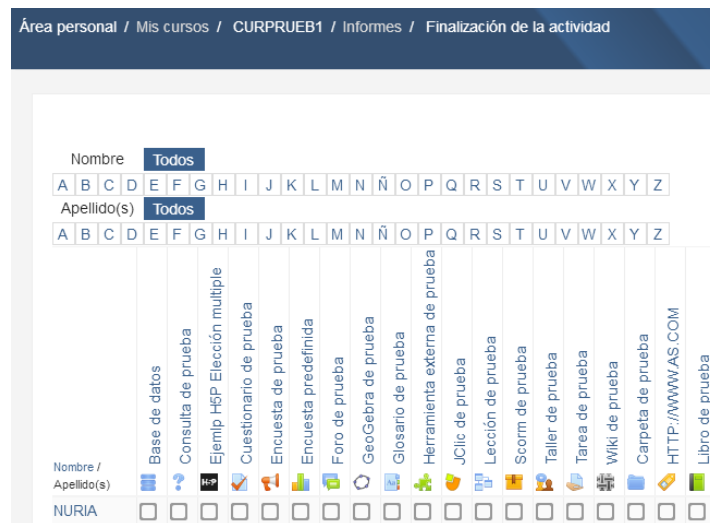 Área personal / Mis cursos / CURPRUEB1 / Informes / Finalización de la actividad
Nombre Todos
A B C D E F G H I J K L M N Ñ O P Q R S T U V W X Y Z
Apellido(s) Todos
A B C D E F G H I J K L M N Ñ O P Q R S T U V W X Y Z
Nombre /
Apellido(s)
Base de datos
Consulta de prueba
Ejemlp H5P Elección multiple
Cuestionario de prueba
Encuesta de prueba
Encuesta predefinida
Foro de prueba
GeoGebra de prueba
Glosario de prueba
Herramienta externa de prueba
JClic de prueba
Lección de prueba
Scorm de prueba
Taller de prueba
Tarea de prueba
Wiki de prueba
Carpeta de prueba
HTTP://WWW.AS.COM
Libro de prueba
H5P
NURIA